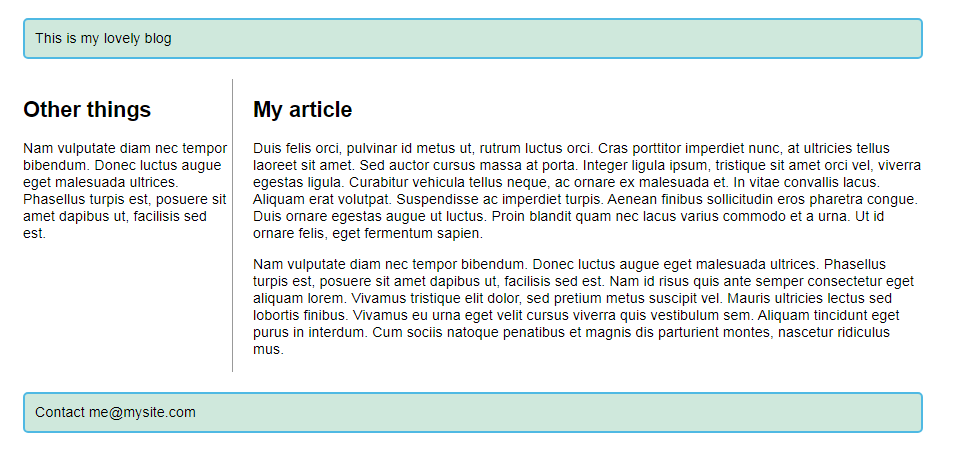 This is my lovely blog
Other things
Nam vulputate diam nec tempor
bibendum. Donec luctus augue
eget malesuada ultrices.
Phasellus turpis est, posuere sit
amet dapibus ut, facilisis sed
est.
My article
Duis felis orci, pulvinar id metus ut, rutrum luctus orci. Cras porttitor imperdiet nunc, at ultricies tellus
laoreet sit amet. Sed auctor cursus massa at porta. Integer ligula ipsum, tristique sit amet orci vel, viverra
egestas ligula. Curabitur vehicula tellus neque, ac ornare ex malesuada et. In vitae convallis lacus.
Aliquam erat volutpat. Suspendisse ac imperdiet turpis. Aenean finibus sollicitudin eros pharetra congue.
Duis ornare egestas augue ut luctus. Proin blandit quam nec lacus varius commodo et a urna. Ut id
ornare felis, eget fermentum sapien.
Nam vulputate diam nec tempor bibendum. Donec luctus augue eget malesuada ultrices. Phasellus
turpis est, posuere sit amet dapibus ut, facilisis sed est. Nam id risus quis ante semper consectetur eget
aliquam lorem. Vivamus tristique elit dolor, sed pretium metus suscipit vel. Mauris ultricies lectus sed
lobortis finibus. Vivamus eu urna eget velit cursus viverra quis vestibulum sem. Aliquam tincidunt eget
purus in interdum. Cum sociis natoque penatibus et magnis dis parturient montes, nascetur ridiculus
mus.
Contact me@mysite.com